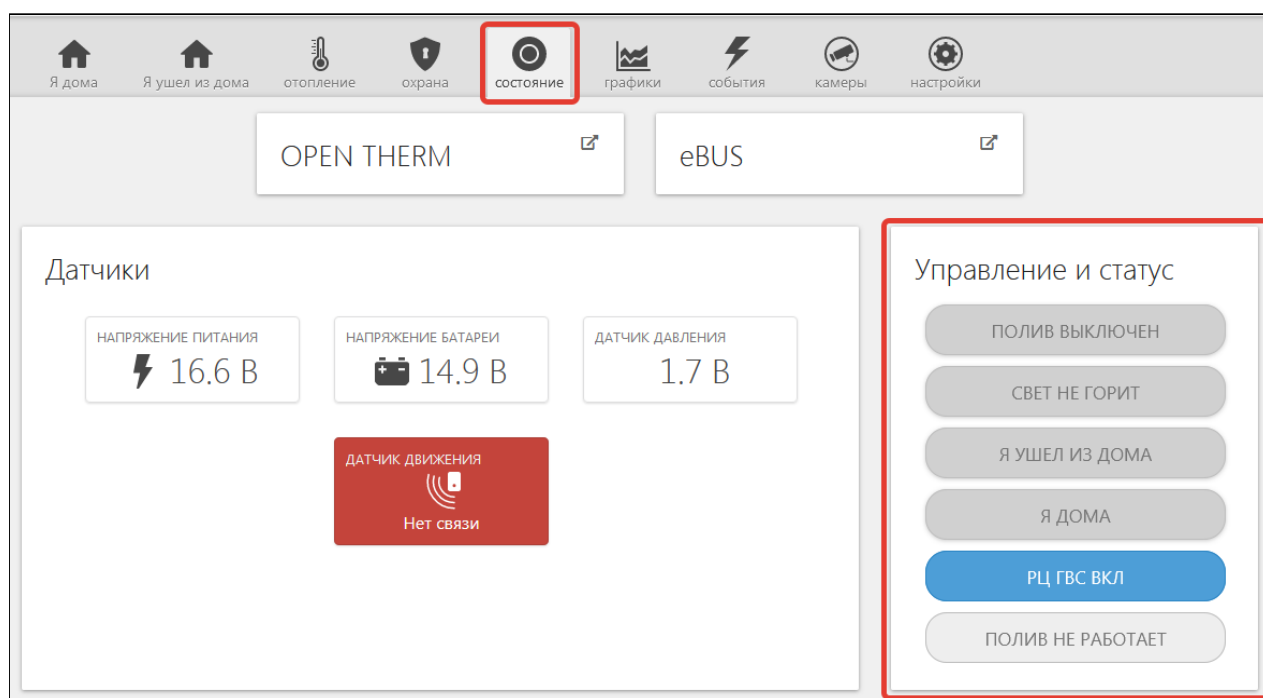 Я дома
Я ушел из дома
отопление
охрана
состояние
графики
события
камеры
настройки
OPEN THERM
eBUS
Датчики
НАПРЯЖЕНИЕ ПИТАНИЯ
16.6 В
НАПРЯЖЕНИЕ БАТАРЕИ
14.9 В
ДАТЧИК ДАВЛЕНИЯ
1.7 В
ДАТЧИК ДВИЖЕНИЯ
Нет связи
Управление и статус
ПОЛИВ ВЫКЛЮЧЕН
СВЕТ НЕ ГОРИТ
Я УШЕЛ ИЗ ДОМА
Я ДОМА
РЦ ГВС ВКЛ
ПОЛИВ НЕ РАБОТАЕТ